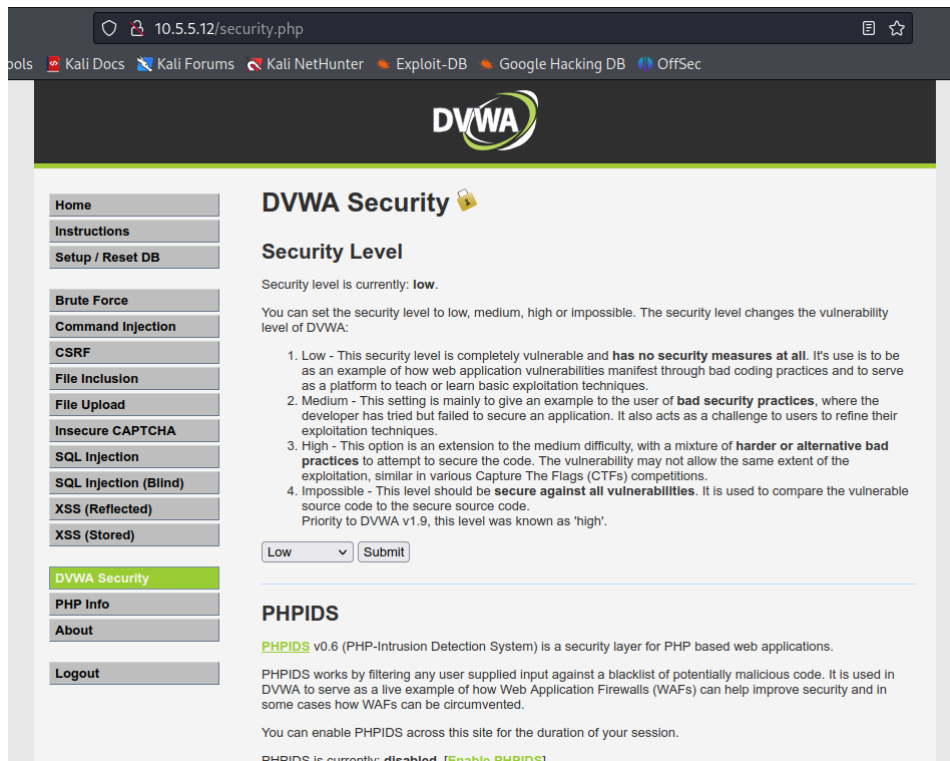 10.5.5.12/security.php
ools Kali Docs Kali Forums Kali NetHunter Exploit-DB Google Hacking DB OffSec
DVWA
Home
Instructions
Setup / Reset DB
Brute Force
Command Injection
CSRF
File Inclusion
File Upload
Insecure CAPTCHA
SQL Injection
SQL Injection (Blind)
XSS (Reflected)
XSS (Stored)
DVWA Security
PHP Info
About
Logout
DVWA Security
Security Level
Security level is currently: low.
You can set the security level to low, medium, high or impossible. The security level changes the vulnerability
level of DVWA:
1. Low - This security level is completely vulnerable and has no security measures at all. It's use is to be
as an example of how web application vulnerabilities manifest through bad coding practices and to serve
as a platform to teach or learn basic exploitation techniques.
2. Medium - This setting is mainly to give an example to the user of bad security practices, where the
developer has tried but failed to secure an application. It also acts as a challenge to users to refine their
exploitation techniques.
3. High - This option is an extension to the medium difficulty, with a mixture of harder or alternative bad
practices to attempt to secure the code. The vulnerability may not allow the same extent of the
exploitation, similar in various Capture The Flags (CTFs) competitions.
4. Impossible - This level should be secure against all vulnerabilities. It is used to compare the vulnerable
source code to the secure source code.
Priority to DVWA v1.9, this level was known as 'high'.
Low Submit
PHPIDS
PHPIDS v0.6 (PHP-Intrusion Detection System) is a security layer for PHP based web applications.
PHPIDS works by filtering any user supplied input against a blacklist of potentially malicious code. It is used in
DVWA to serve as a live example of how Web Application Firewalls (WAFs) can help improve security and in
some cases how WAFs can be circumvented.
You can enable PHPIDS across this site for the duration of your session.
PHPIDS is currently: disabled. [Enable PHPIDS]